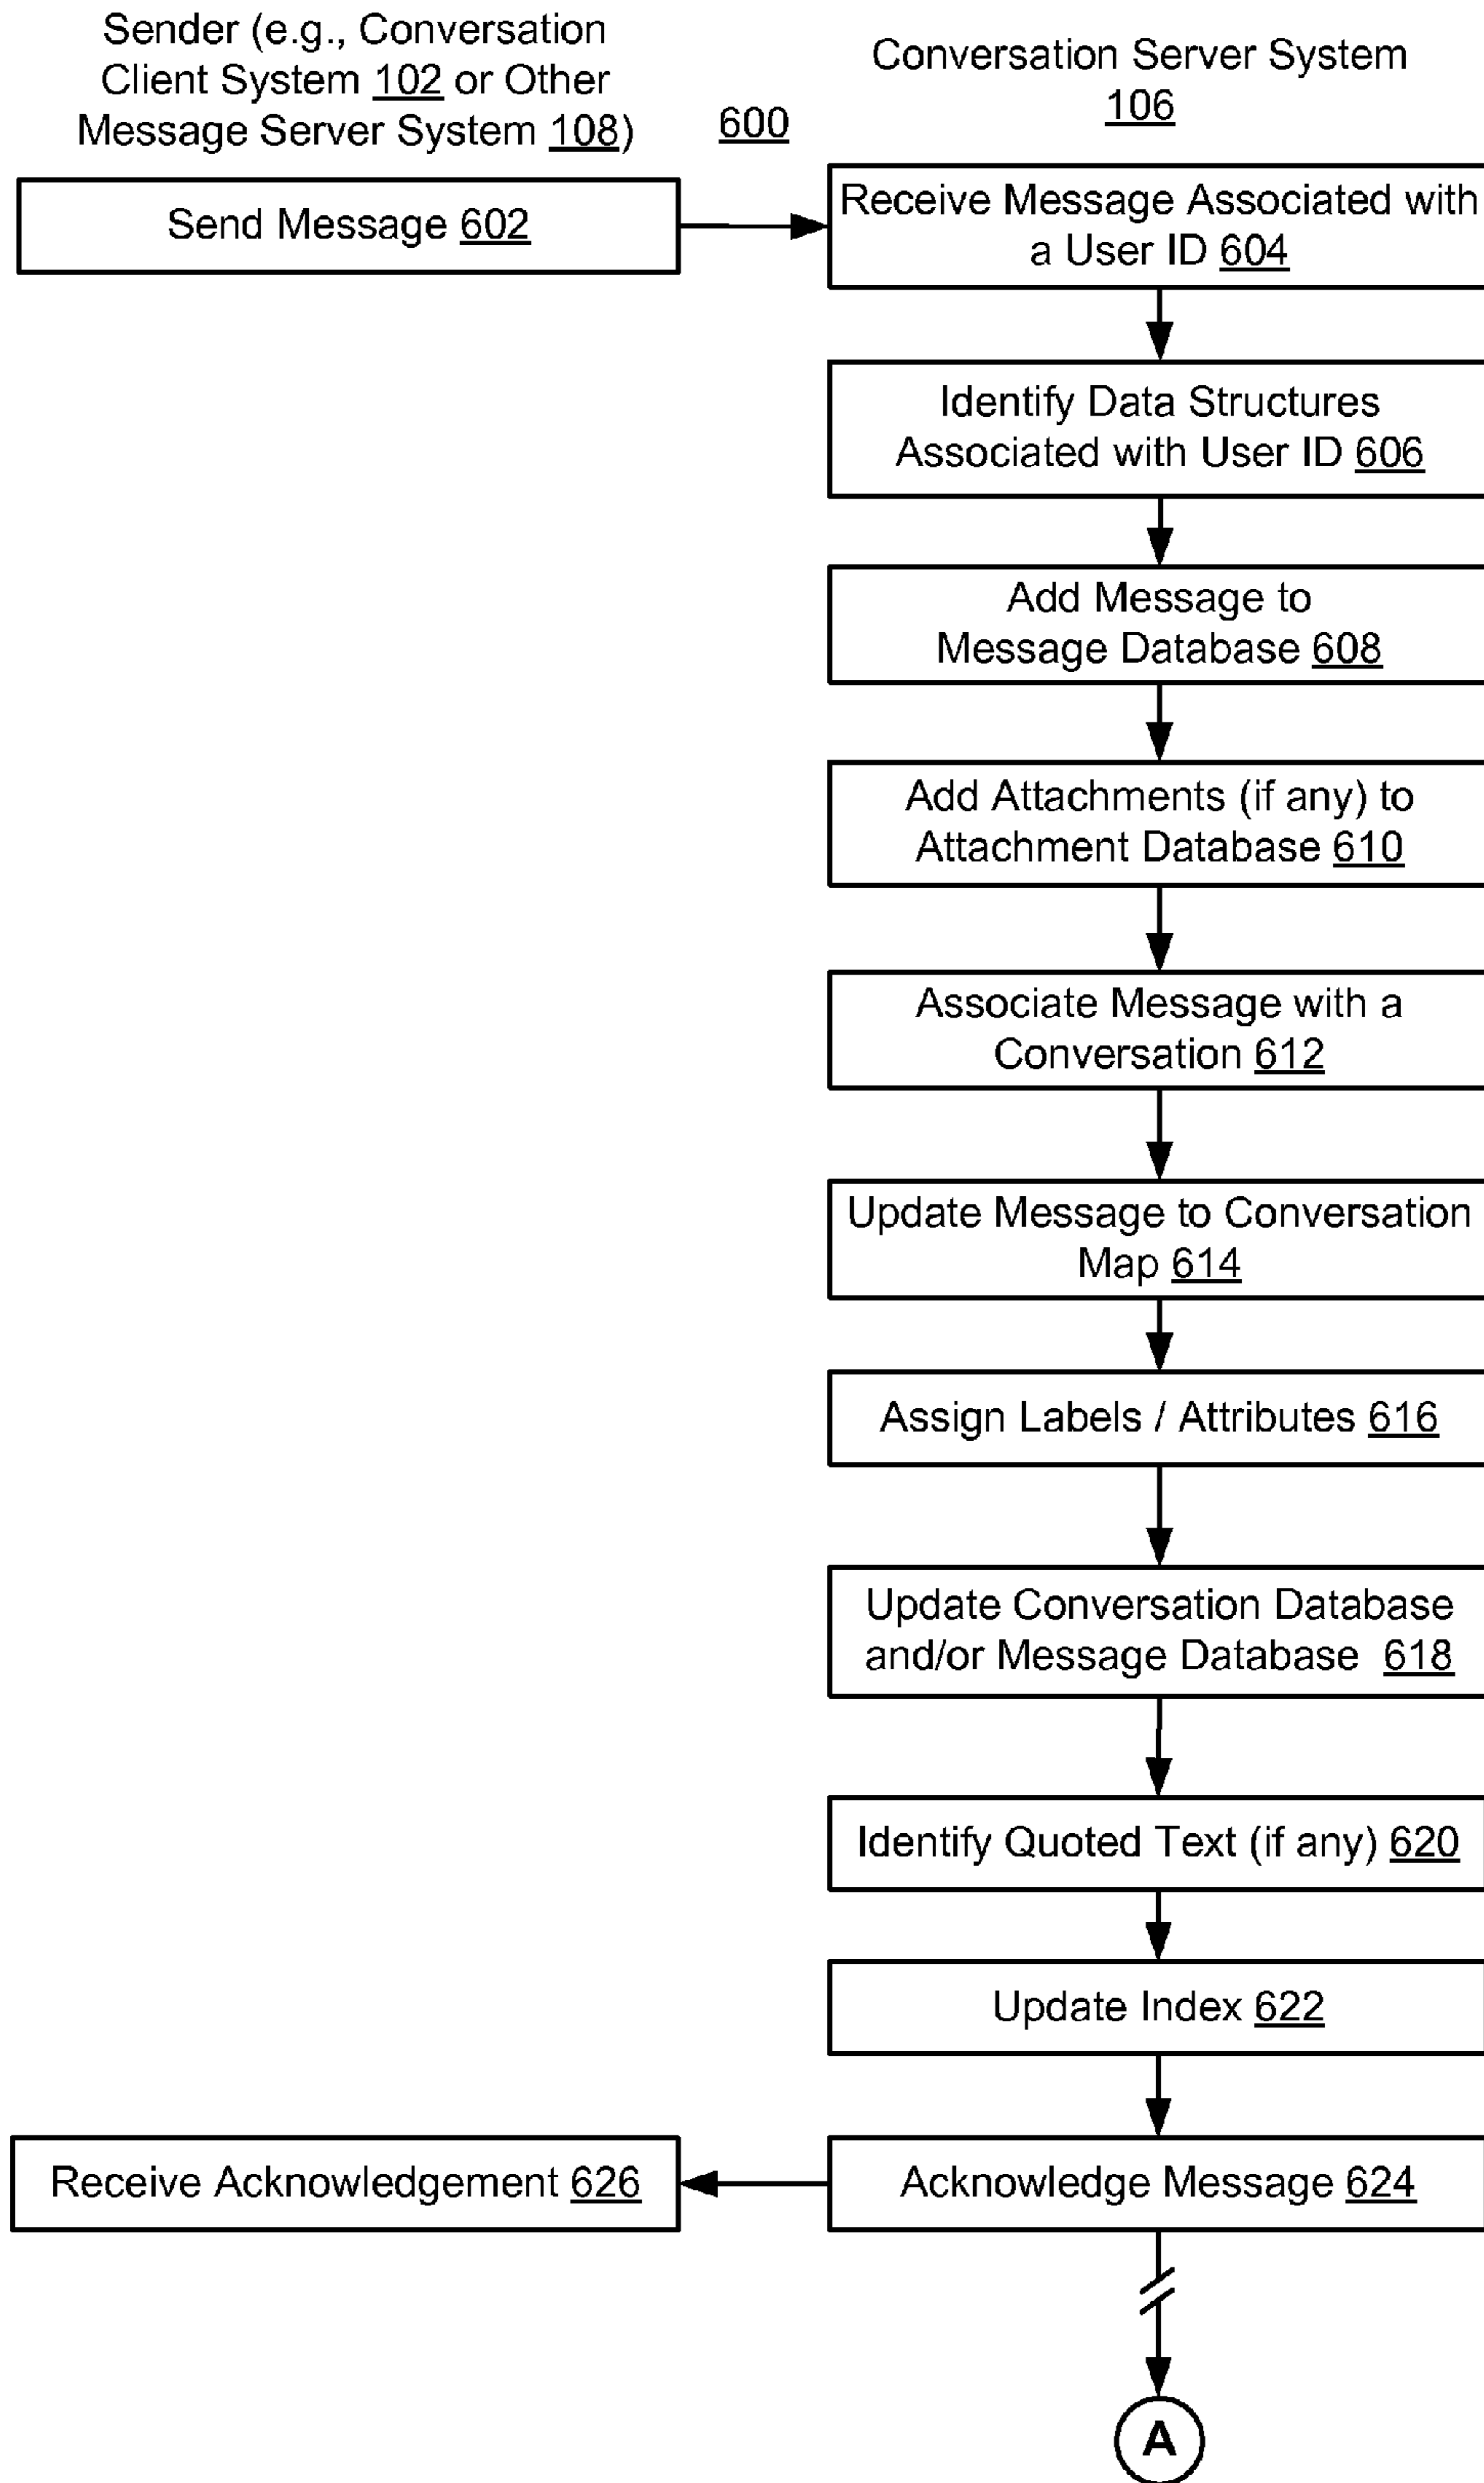 Sender (e.g., Conversation
Client System 102 or Other
Message Server System 108)
600
Conversation Server System
106
Send Message 602
Receive Message Associated with
a User ID 604
Identify Data Structures
Associated with User ID 606
Add Message to
Message Database 608
Add Attachments (if any) to
Attachment Database 610
Associate Message with a
Conversation 612
Update Message to Conversation
Map 614
Assign Labels / Attributes 616
Update Conversation Database
and/or Message Database 618
Identify Quoted Text (if any) 620
Update Index 622
Receive Acknowledgement 626
Acknowledge Message 624
A